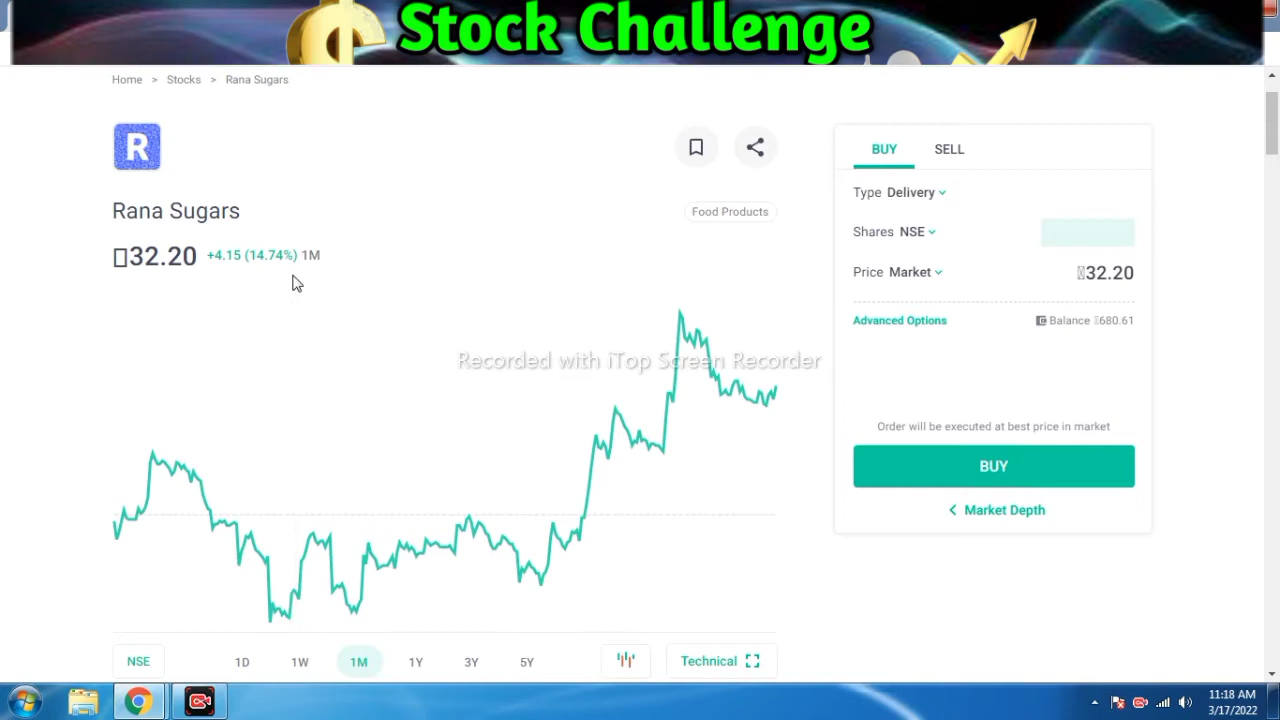 Stock Challenge
Home > Stocks > Rana Sugars
R
Rana Sugars
Food Products
32.20 +4.15 (14.74%) 1M
BUY SELL
Type Delivery
Shares NSE
Price Market 32.20
Advanced Options Balance 680.61
Recorded with iTop Screen Recorder
Order will be executed at best price in market
BUY
Market Depth
NSE 1D 1W 1M 1Y 3Y 5Y Technical
11:18 AM
3/17/2022